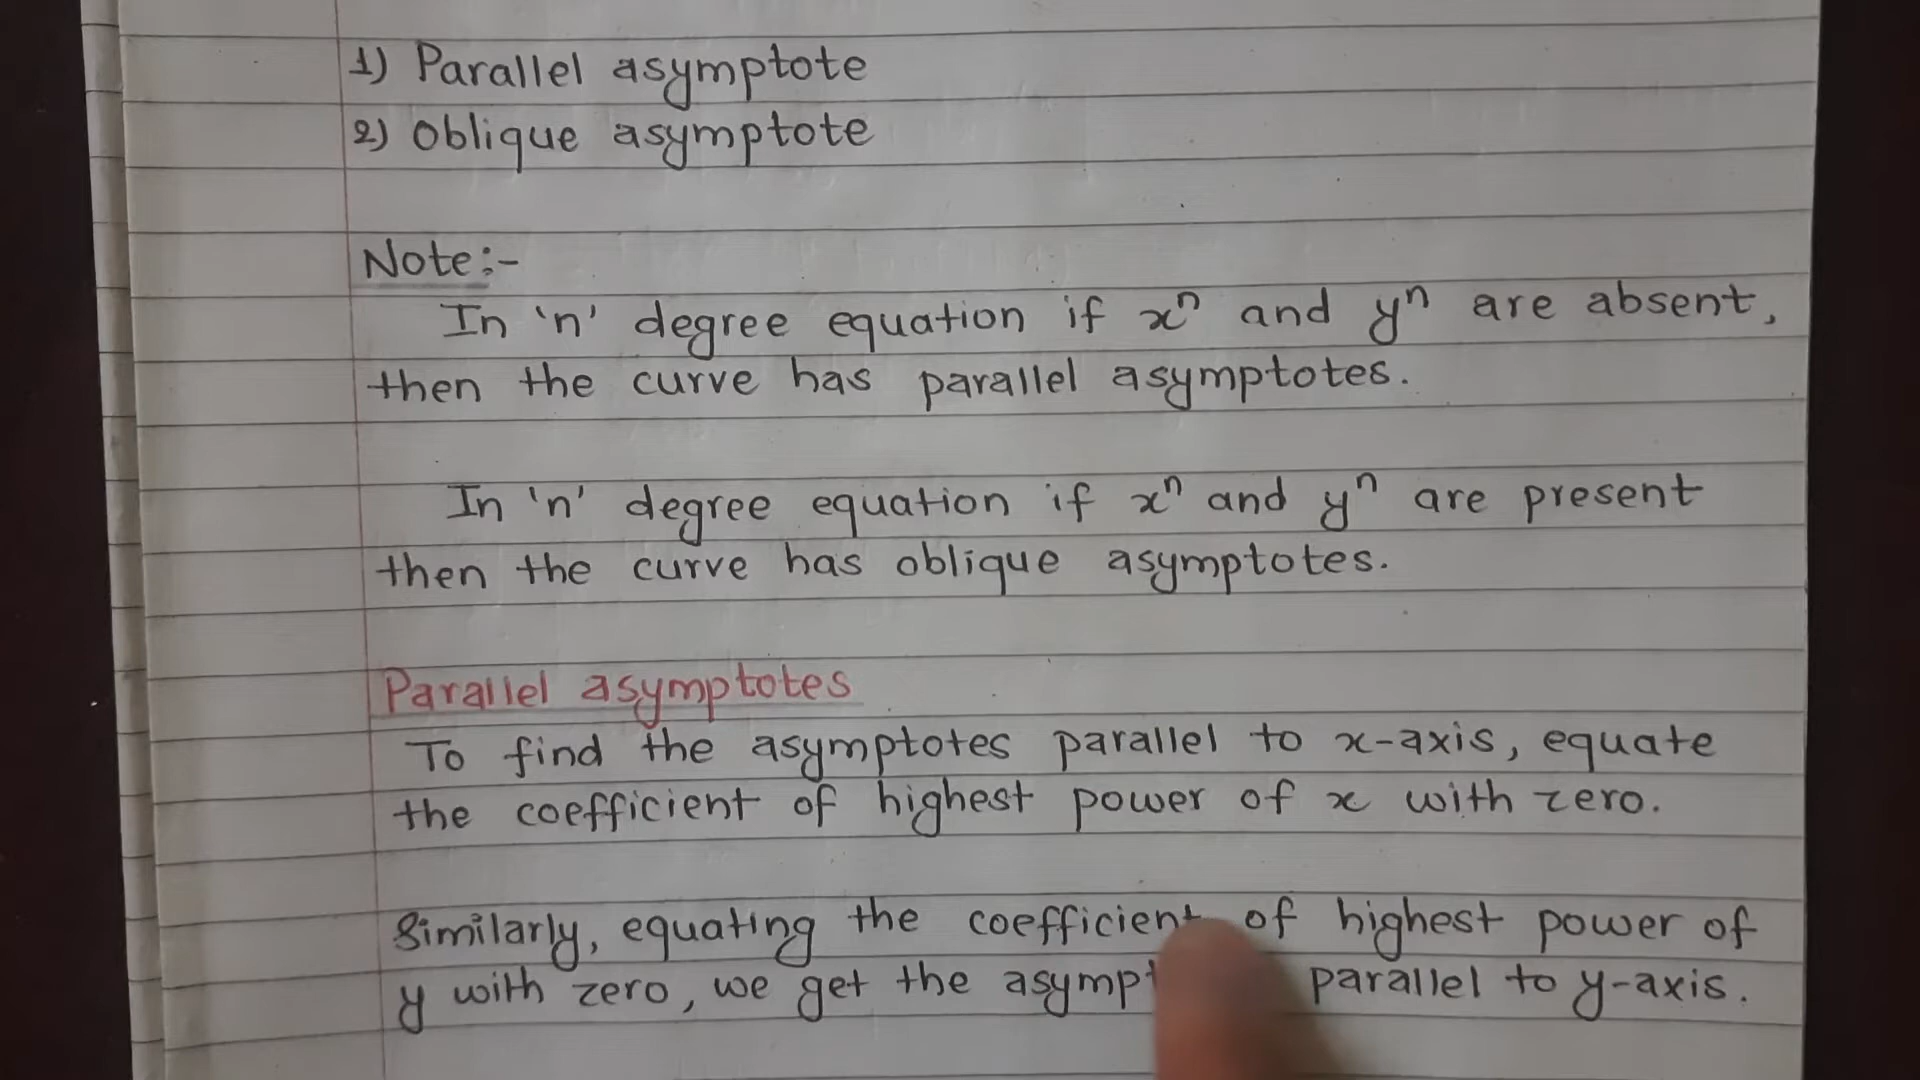 1) Parallel asymptote
2) Oblique asymptote
Note:-
In 'n' degree equation if xⁿ and yⁿ are absent,
then the curve has parallel asymptotes.
In 'n' degree equation if xⁿ and yⁿ are present
then the curve has oblique asymptotes.
Parallel asymptotes
To find the asymptotes parallel to x-axis, equate
the coefficient of highest power of x with zero.
Similarly, equating the coefficient of highest power of
y with zero, we get the parallel to y-axis.